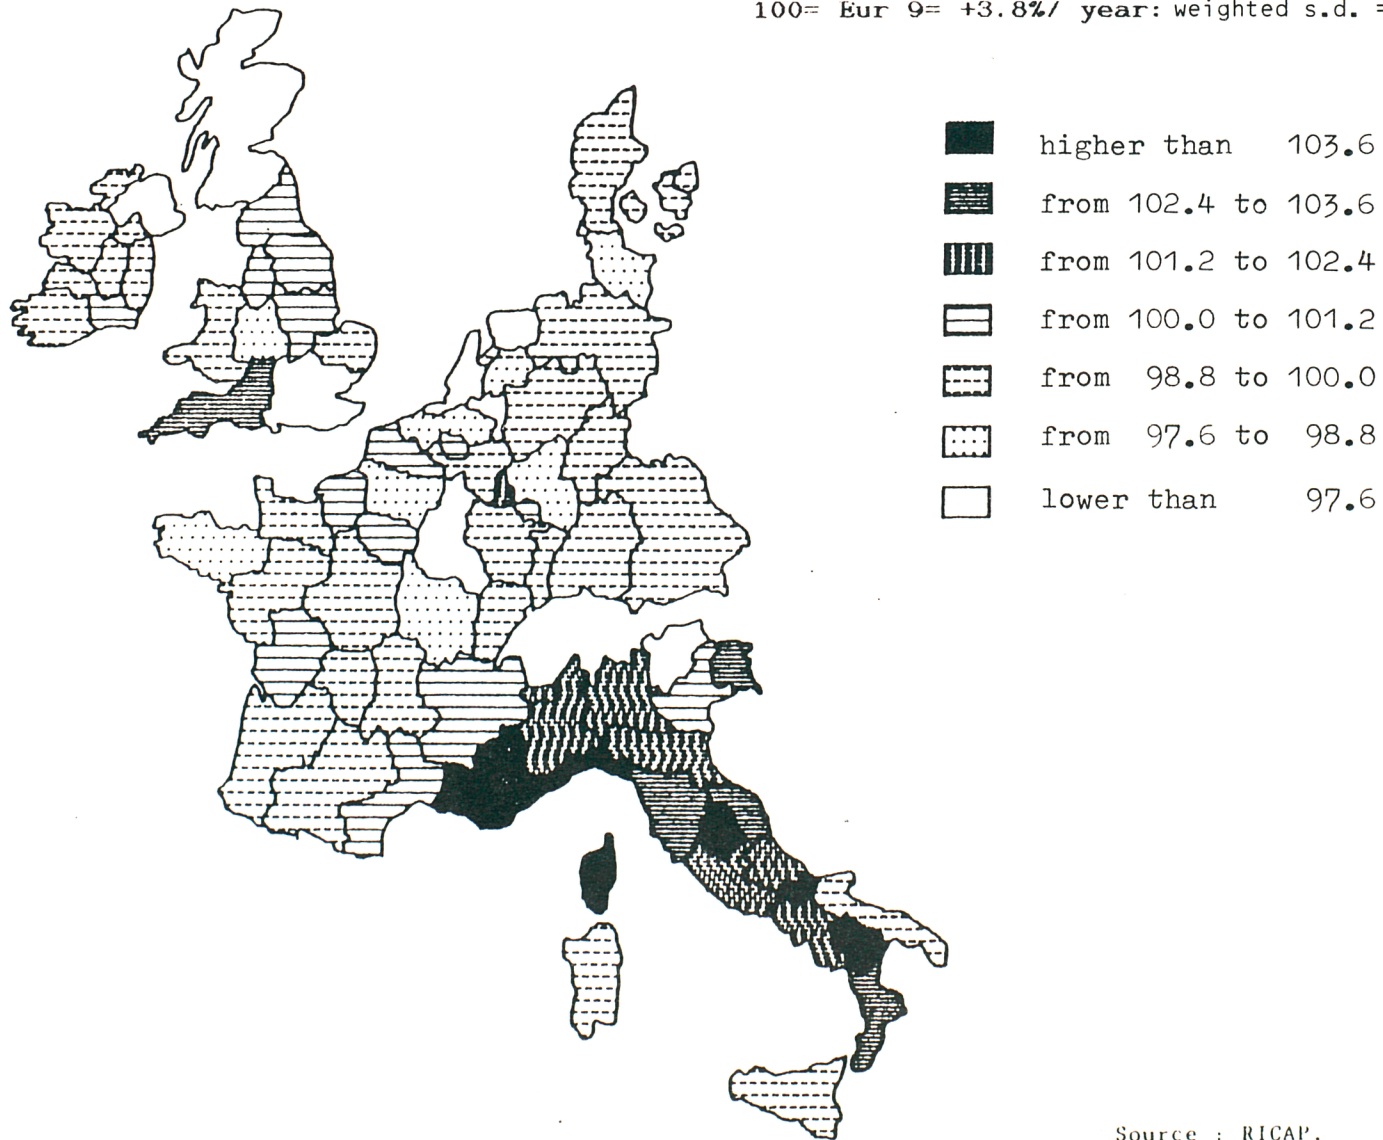 100= Eur 9= +3.8%/ year: weighted s.d. =
higher than 103.6
from 102.4 to 103.6
from 101.2 to 102.4
from 100.0 to 101.2
from 98.8 to 100.0
from 97.6 to 98.8
lower than 97.6
Source : RICAP.